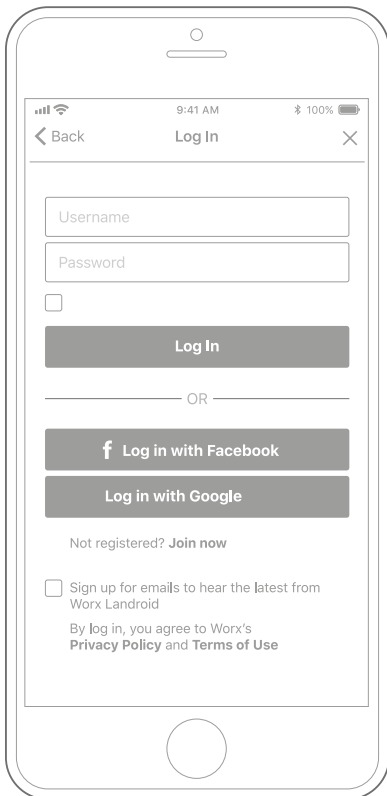 9:41 AM 100%
Back Log In
Username
Password
Log In
OR
f Log in with Facebook
Log in with Google
Not registered? Join now
Sign up for emails to hear the latest from
Worx Landroid
By log in, you agree to Worx's
Privacy Policy and Terms of Use